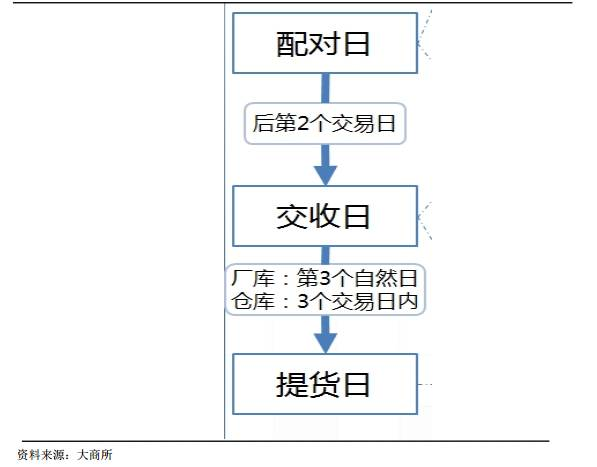 配对日
后第2个交易日
交收日
厂库：第3个自然日
仓库：3个交易日内
提货日
资料来源：大商所